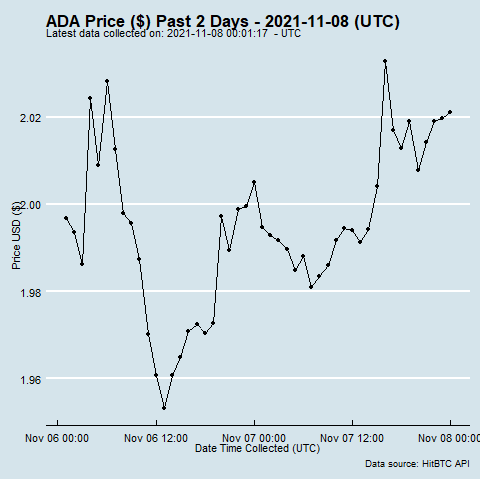 ADA Price ($) Past 2 Days - 2021-11-08 (UTC)
Latest data collected on: 2021-11-08 00:01:17 - UTC
2.02
2.00
1.98
1.96
Price USD ($)
Nov 06 00:00 Nov 06 12:00 Nov 07 00:00 Nov 07 12:00 Nov 08 00:00
Date Time Collected (UTC)
Data source: HitBTC API